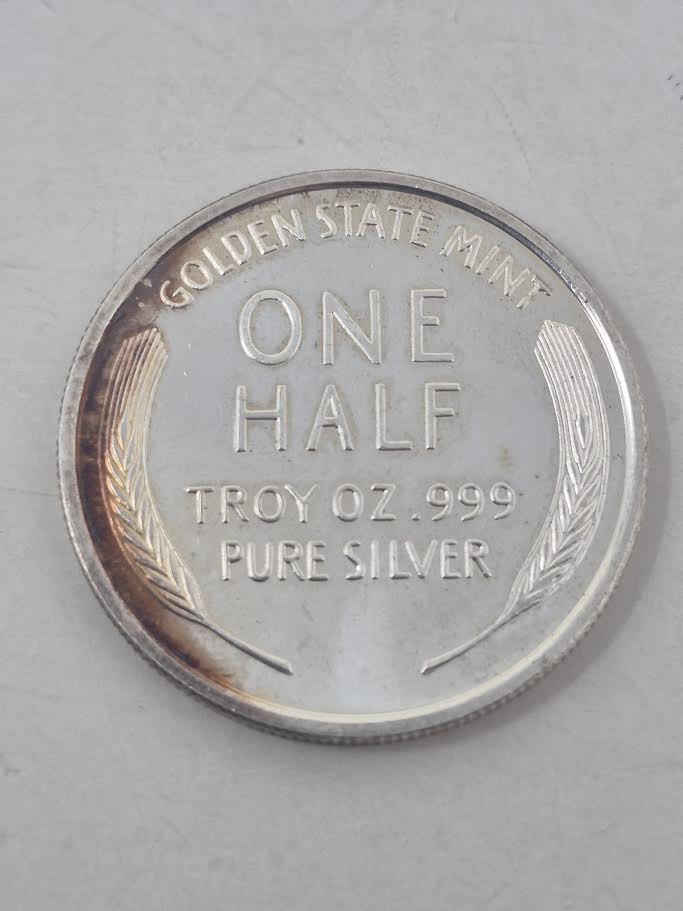 GOLDEN STATE MINT
ONE
HALF
TROY OZ .999
PURE SILVER